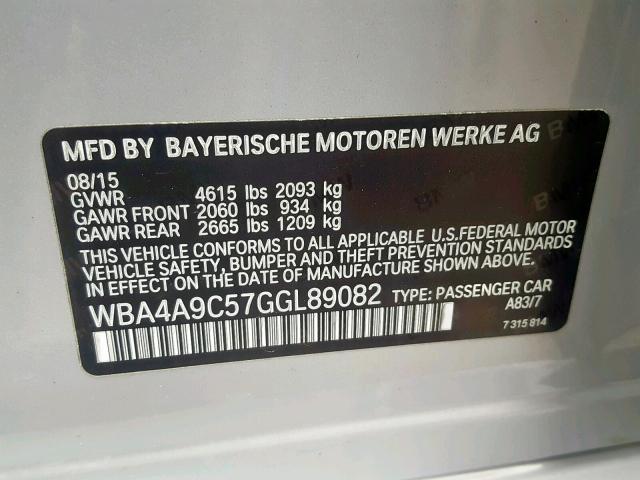 MFD BY BAYERISCHE MOTOREN WERKE AG
08/15
GVWR 4615 lbs 2093 kg
GAWR FRONT 2060 lbs 934 kg
GAWR REAR 2665 lbs 1209 kg
THIS VEHICLE CONFORMS TO ALL APPLICABLE U.S.FEDERAL MOTOR
VEHICLE SAFETY, BUMPER AND THEFT PREVENTION STANDARDS
IN EFFECT ON THE DATE OF MANUFACTURE SHOWN ABOVE.
WBA4A9C57GGL89082 TYPE: PASSENGER CAR
A83/7
7 315 814